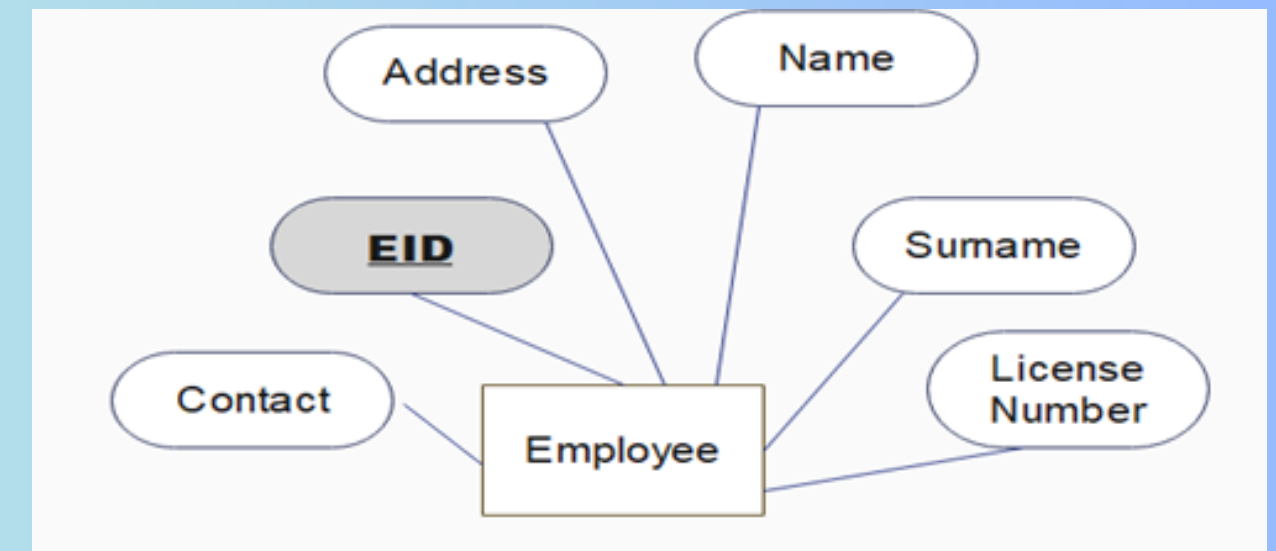 Address
Name
EID
Surname
Contact
License
Number
Employee